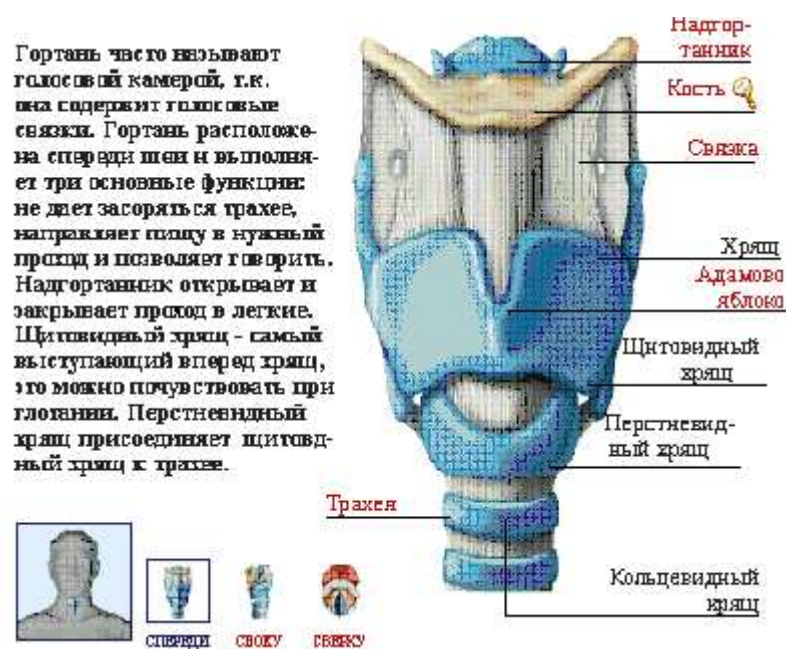 Гортань часто называют
голосовой камерой, т.к.
она содержит голосовые
связки. Гортань расположе-
на спереди шеи и выполня-
ет три основные функции:
не дает засоряться трахее,
направляет пищу в нужный
проход и позволяет говорить.
Надгортанник открывает и
закрывает проход в легкие.
Щитовидный хрящ - самый
выступающий вперед хрящ,
это можно почувствовать при
глотании. Перстневидный
хрящ присоединяет щитовд-
ный хрящ к трахее.
Надгор-
танник
Кость
Связка
Хрящ
Адамово
яблоко
Щитовидный
хрящ
Перстневид-
ный хрящ
Трахея
Кольцевидный
хрящ
СПЕРЕДИ СБОКУ СВЕРХУ